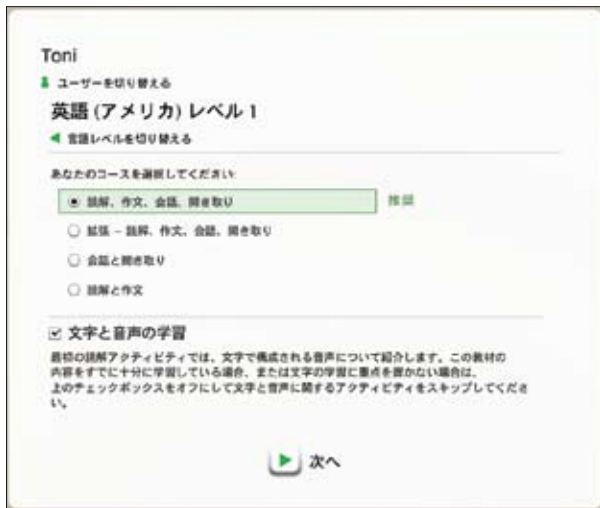 Toni
ユーザーを切り替える
英語 (アメリカ) レベル 1
言語レベルを切り替える
あなたのコースを選択してください:
読解、作文、会話、聞き取り
推奨
拡張 – 読解、作文、会話、聞き取り
会話と聞き取り
読解と作文
文字と音声の学習
最初の読解アクティビティでは、文字で構成される音声について紹介します。この教材の
内容をすでに十分に学習している場合、または文字の学習に重点を置かない場合は、
上のチェックボックスをオフにして文字と音声に関するアクティビティをスキップしてくださ
い。
次へ